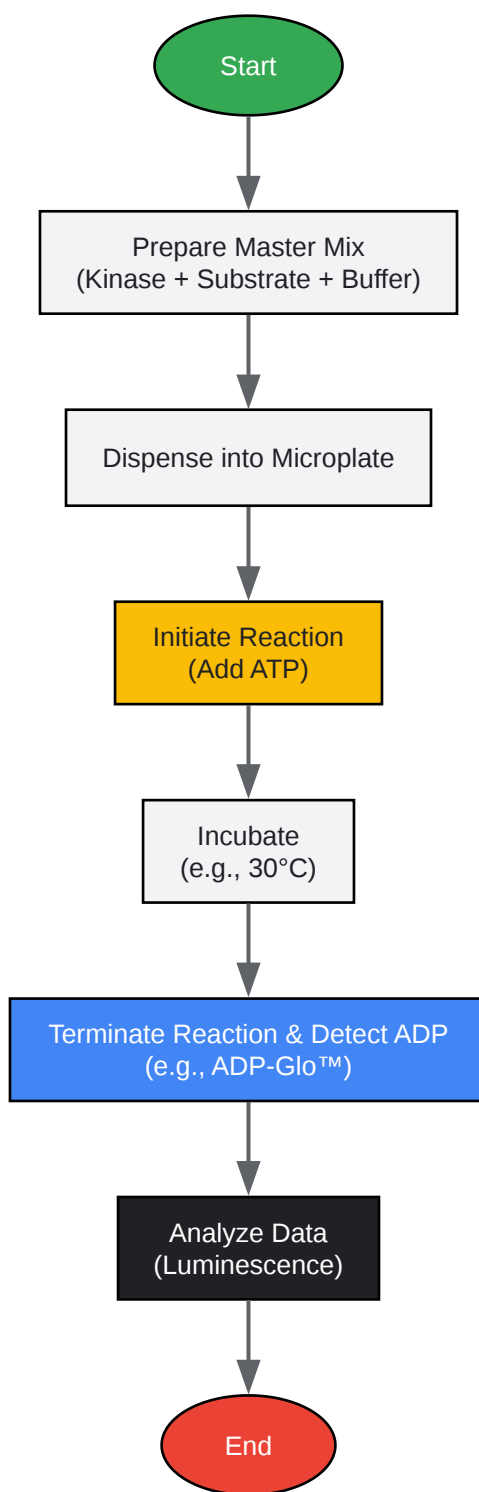 Start
Prepare Master Mix
(Kinase + Substrate + Buffer)
Dispense into Microplate
Initiate Reaction
(Add ATP)
Incubate
(e.g., 30°C)
Terminate Reaction & Detect ADP
(e.g., ADP-Glo™)
Analyze Data
(Luminescence)
End